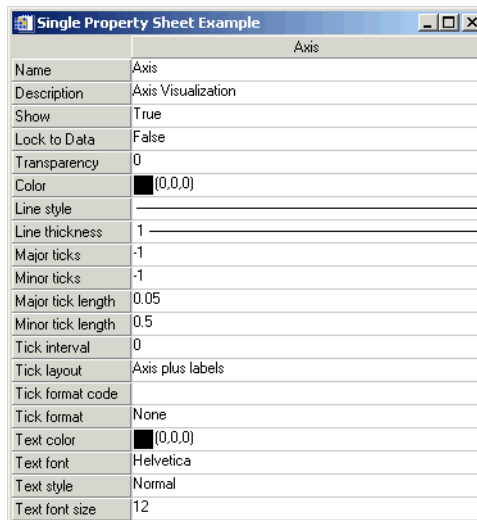 Single Property Sheet Example
Axis
Name Axis
Description Axis Visualization
Show True
Lock to Data False
Transparency 0
Color (0,0,0)
Line style
Line thickness 1
Major ticks -1
Minor ticks -1
Major tick length 0.05
Minor tick length 0.5
Tick interval 0
Tick layout Axis plus labels
Tick format code
Tick format None
Text color (0,0,0)
Text font Helvetica
Text style Normal
Text font size 12